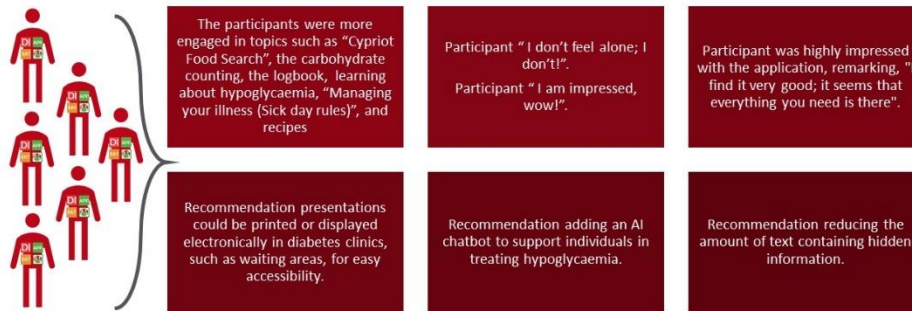 The participants were more
engaged in topics such as “Cypriot
Food Search”, the carbohydrate
counting, the logbook, learning
about hypoglycaemia, “Managing
your illness (Sick day rules)”, and
recipes
Participant “ I don’t feel alone; I
don’t!”.
Participant “ I am impressed,
wow!”.
Participant was highly impressed
with the application, remarking, "I
find it very good; it seems that
everything you need is there".
Recommendation presentations
could be printed or displayed
electronically in diabetes clinics,
such as waiting areas, for easy
accessibility.
Recommendation adding an AI
chatbot to support individuals in
treating hypoglycaemia.
Recommendation reducing the
amount of text containing hidden
information.